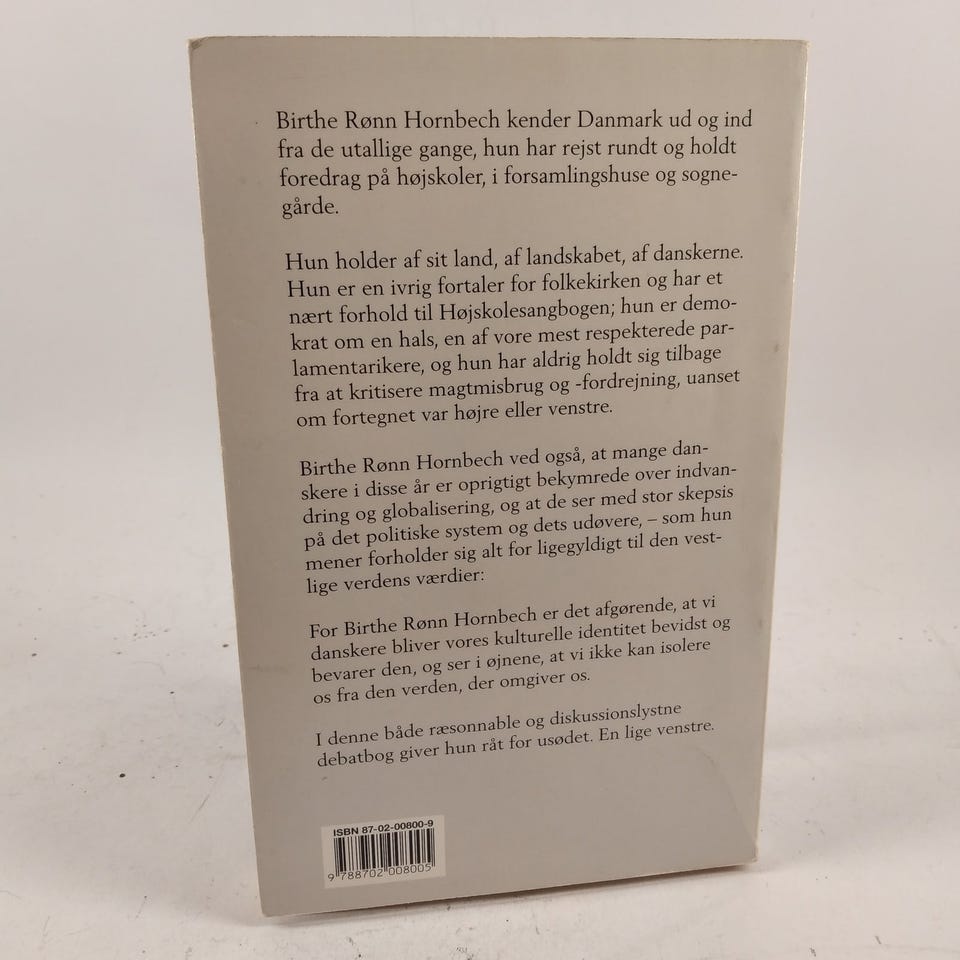 Birthe Rønn Hornbech kender Danmark ud og ind
fra de utallige gange, hun har rejst rundt og holdt
foredrag på højskoler, i forsamlingshuse og sogne-
gårde.
Hun holder af sit land, af landskabet, af danskerne.
Hun er en ivrig fortaler for folkekirken og har et
nært forhold til Højskolesangbogen; hun er demo-
krat om en hals, en af vore mest respekterede par-
lamentarikere, og hun har aldrig holdt sig tilbage
fra at kritisere magtmisbrug og -fordrejning, uanset
om fortegnet var højre eller venstre.
Birthe Rønn Hornbech ved også, at mange dan-
skere i disse år er oprigtigt bekymrede over indvan-
dring og globalisering, og at de ser med stor skepsis
på det politiske system og dets udøvere, – som hun
mener forholder sig alt for ligegyldigt til den vest-
lige verdens værdier:
For Birthe Rønn Hornbech er det afgørende, at vi
danskere bliver vores kulturelle identitet bevidst og
bevarer den, og ser i øjnene, at vi ikke kan isolere
os fra den verden, der omgiver os.
I denne både ræsonnable og diskussionslystne
debatbog giver hun råt for usødet. En lige venstre.
ISBN 87-02-00800-9
9 788702 008005